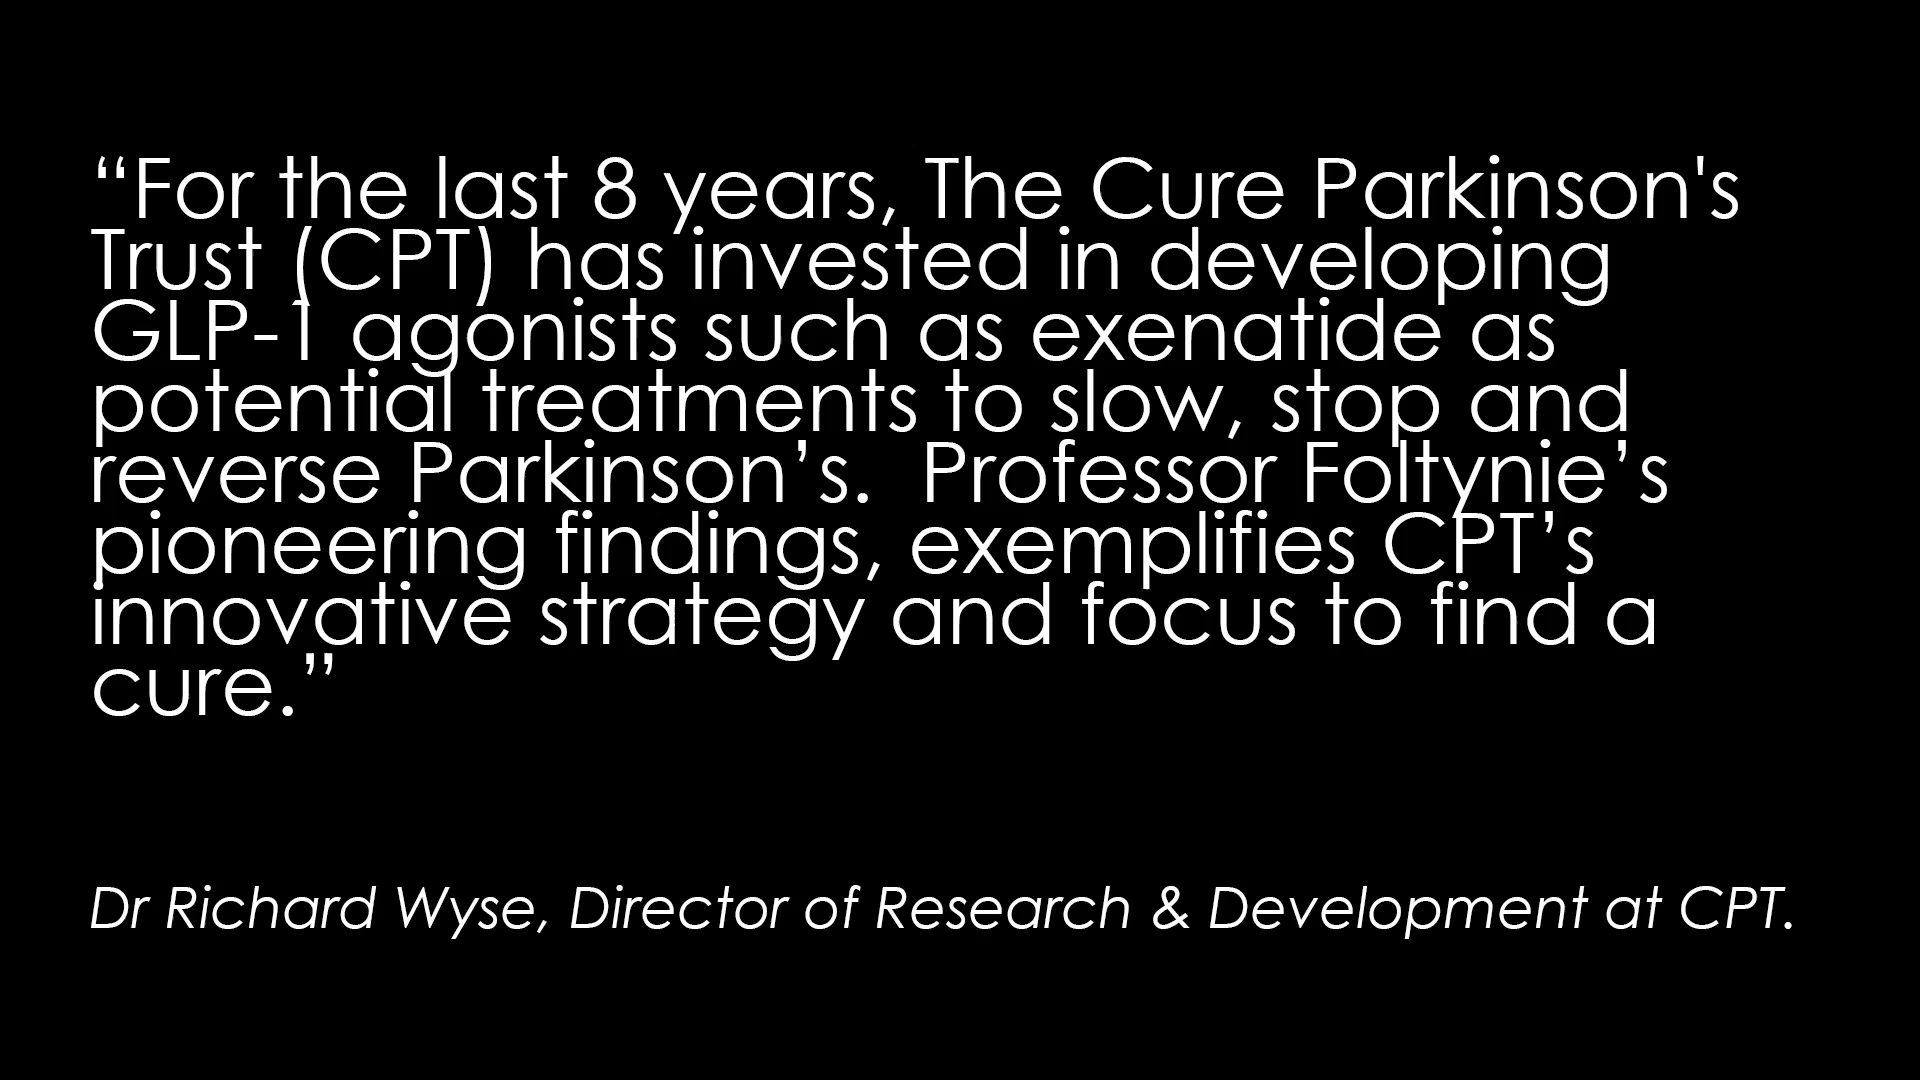 “For the last 8 years, The Cure Parkinson's
Trust (CPT) has invested in developing
GLP-1 agonists such as exenatide as
potential treatments to slow, stop and
reverse Parkinson’s.  Professor Foltynie’s
pioneering findings, exemplifies CPT’s
innovative strategy and focus to find a
cure.”
Dr Richard Wyse, Director of Research & Development at CPT.